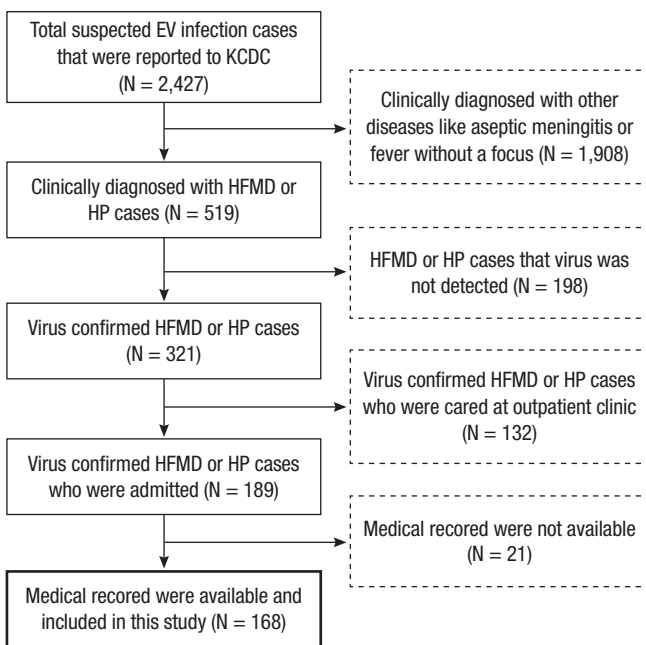 Total suspected EV infection cases
that were reported to KCDC
(N = 2,427)
Clinically diagnosed with other
diseases like aseptic meningitis or
fever without a focus (N = 1,908)
Clinically diagnosed with HFMD or
HP cases (N = 519)
HFMD or HP cases that virus was
not detected (N = 198)
Virus confirmed HFMD or HP cases
(N = 321)
Virus confirmed HFMD or HP cases
who were cared at outpatient clinic
(N = 132)
Virus confirmed HFMD or HP cases
who were admitted (N = 189)
Medical recored were not available
(N = 21)
Medical recored were available and
included in this study (N = 168)